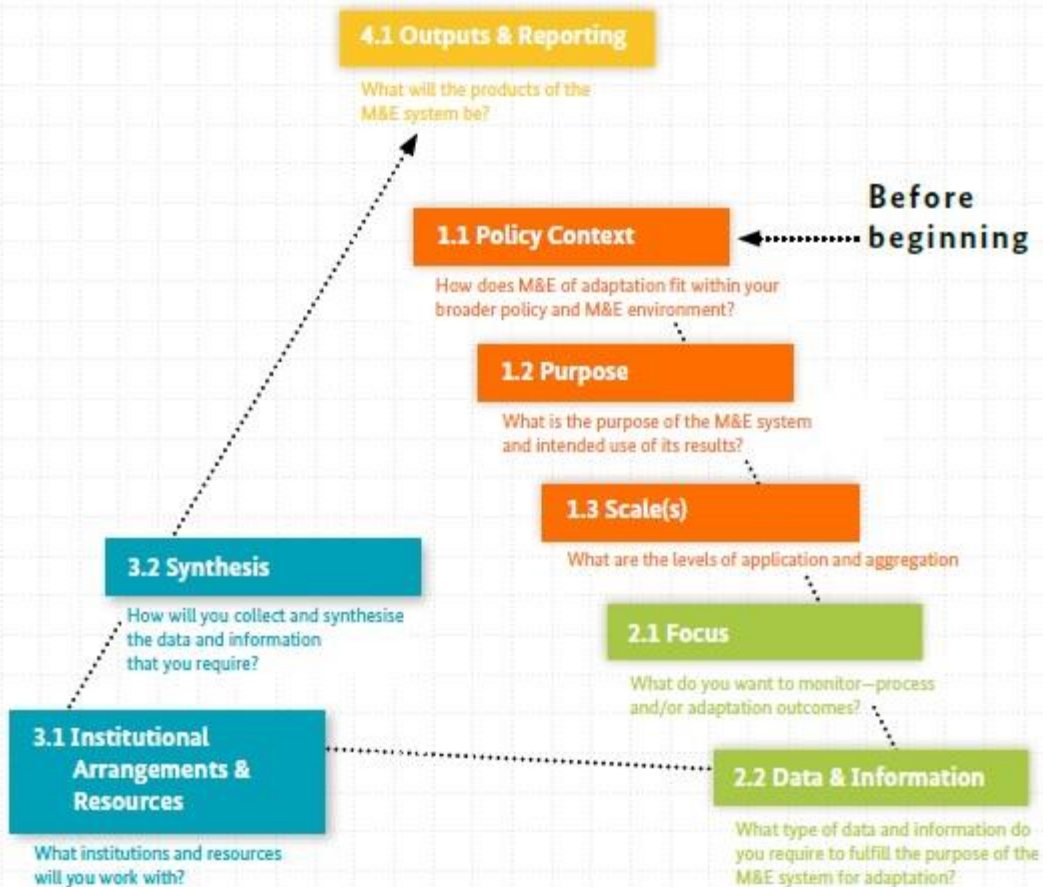 4.1 Outputs & Reporting
What will the products of the
M&E system be?
Before
beginning
1.1 Policy Context
How does M&E of adaptation fit within your
broader policy and M&E environment?
1.2 Purpose
What is the purpose of the M&E system
and intended use of its results?
1.3 Scale(s)
What are the levels of application and aggregation
2.1 Focus
What do you want to monitor—process
and/or adaptation outcomes?
2.2 Data & Information
What type of data and information do
you require to fulfill the purpose of the
M&E system for adaptation?
3.1 Institutional
Arrangements &
Resources
What institutions and resources
will you work with?
3.2 Synthesis
How will you collect and synthesise
the data and information
that you require?